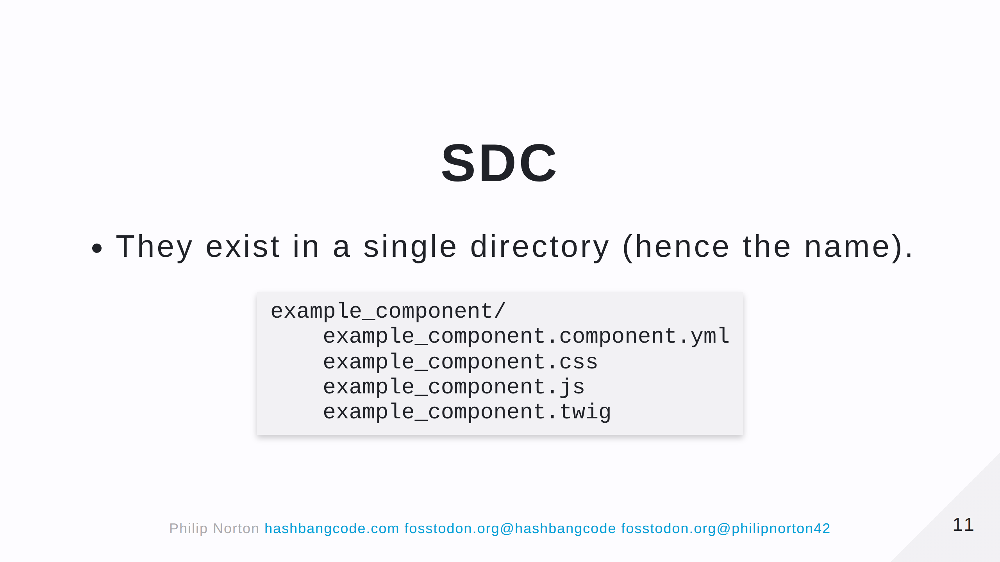 SDC
• They exist in a single directory (hence the name).
example_component/
    example_component.component.yml
    example_component.css
    example_component.js
    example_component.twig
Philip Norton hashbangcode.com fosstodon.org@hashbangcode fosstodon.org@philipnorton42
11